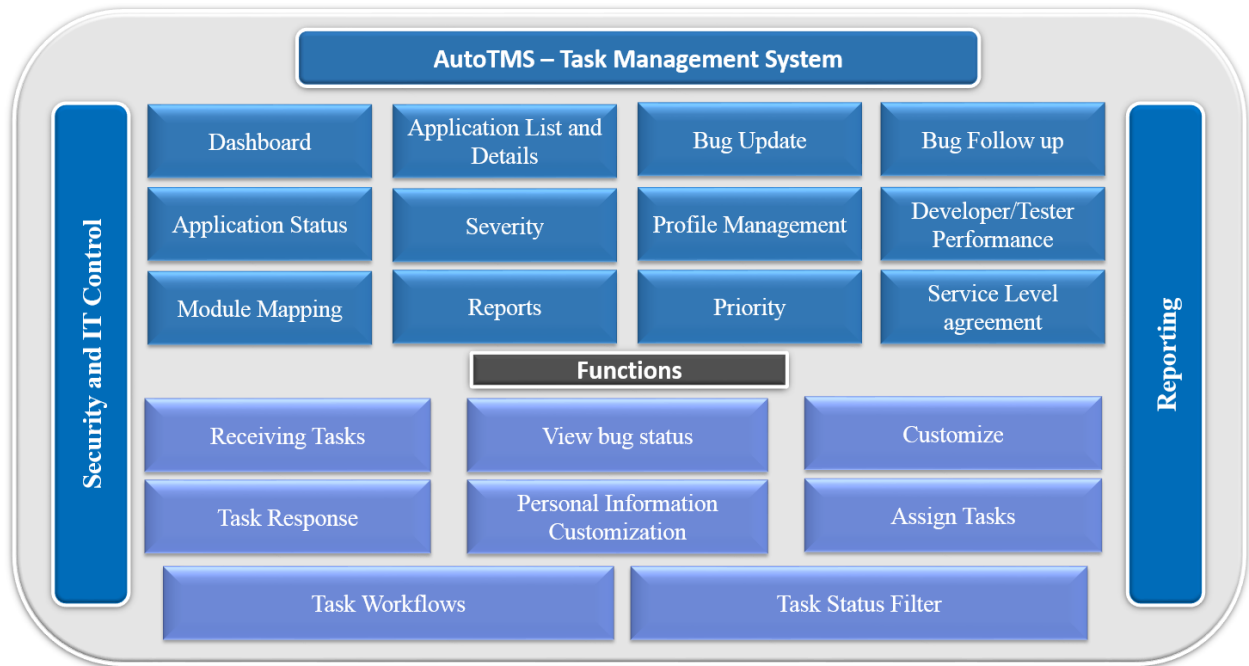 AutoTMS – Task Management System
Security and IT Control
Dashboard
Application List and
Details
Bug Update
Bug Follow up
Application Status
Severity
Profile Management
Developer/Tester
Performance
Module Mapping
Reports
Priority
Service Level
agreement
Reporting
Functions
Receiving Tasks
View bug status
Customize
Task Response
Personal Information
Customization
Assign Tasks
Task Workflows
Task Status Filter